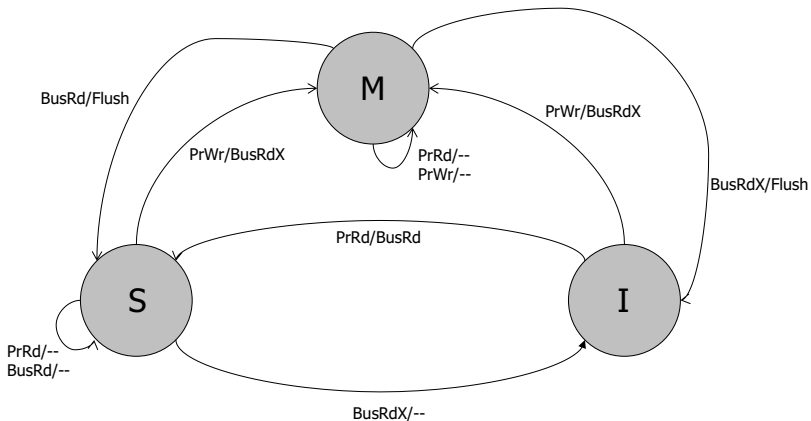 M
BusRd/Flush
PrWr/BusRdX
PrWr/BusRdX
PrRd/--
PrWr/--
BusRdX/Flush
PrRd/BusRd
S
I
PrRd/--
BusRd/--
BusRdX/--